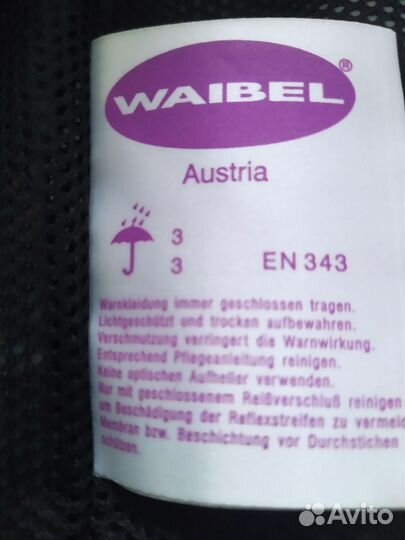 WAIBEL®
Austria
3
3 EN 343
Warnkleidung immer geschlossen tragen.
Lichtgeschützt und trocken aufbewahren.
Verschmutzung verringert die Warnwirkung.
Entsprechend Pflegeanleitung reinigen.
Keine optischen Aufheller verwenden.
Nur mit geschlossenem Reißverschluß reinigen
um Beschädigung der Reflexstreifen zu vermeid
Membran bzw. Beschichtung vor Durchstichen
schützen.
Avito